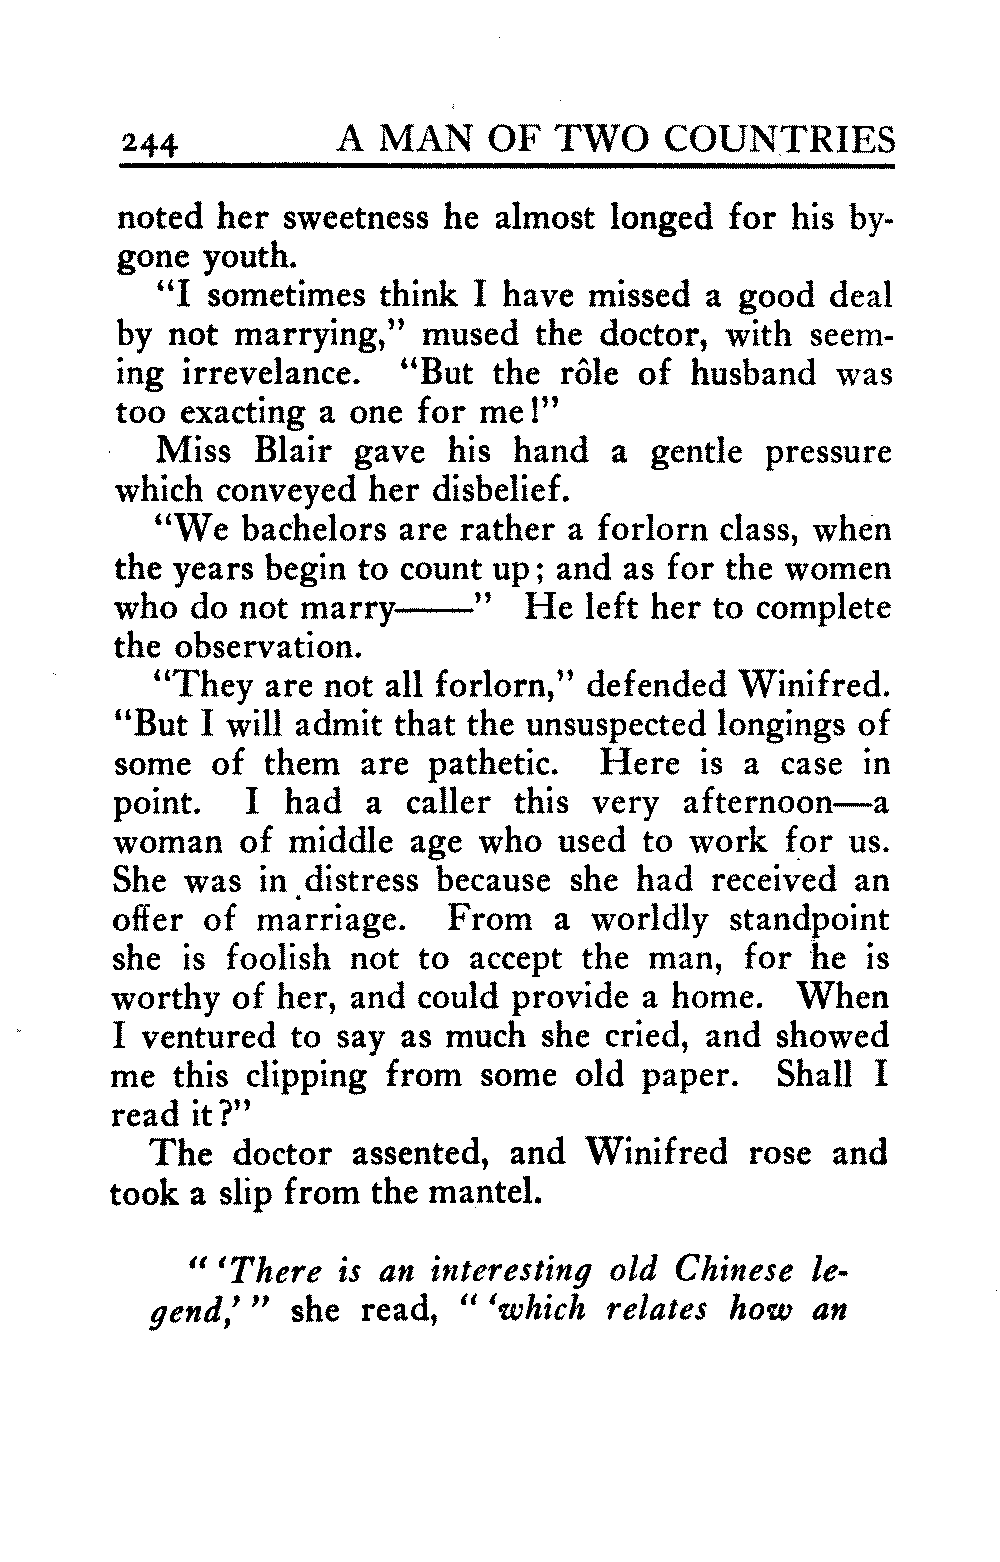 244 A MAN OF TWO COUNTRIES
noted her sweetness he almost longed for his by-
gone youth.
"I sometimes think I have missed a good deal
by not marrying," mused the doctor, with seem-
ing irrevelance. "But the rôle of husband was
too exacting a one for me!"
Miss Blair gave his hand a gentle pressure
which conveyed her disbelief.
"We bachelors are rather a forlorn class, when
the years begin to count up; and as for the women
who do not marry——" He left her to complete
the observation.
"They are not all forlorn," defended Winifred.
"But I will admit that the unsuspected longings of
some of them are pathetic. Here is a case in
point. I had a caller this very afternoon—a
woman of middle age who used to work for us.
She was in distress because she had received an
offer of marriage. From a worldly standpoint
she is foolish not to accept the man, for he is
worthy of her, and could provide a home. When
I ventured to say as much she cried, and showed
me this clipping from some old paper. Shall I
read it?"
The doctor assented, and Winifred rose and
took a slip from the mantel.
"'There is an interesting old Chinese le-
gend,'" she read, "'which relates how an